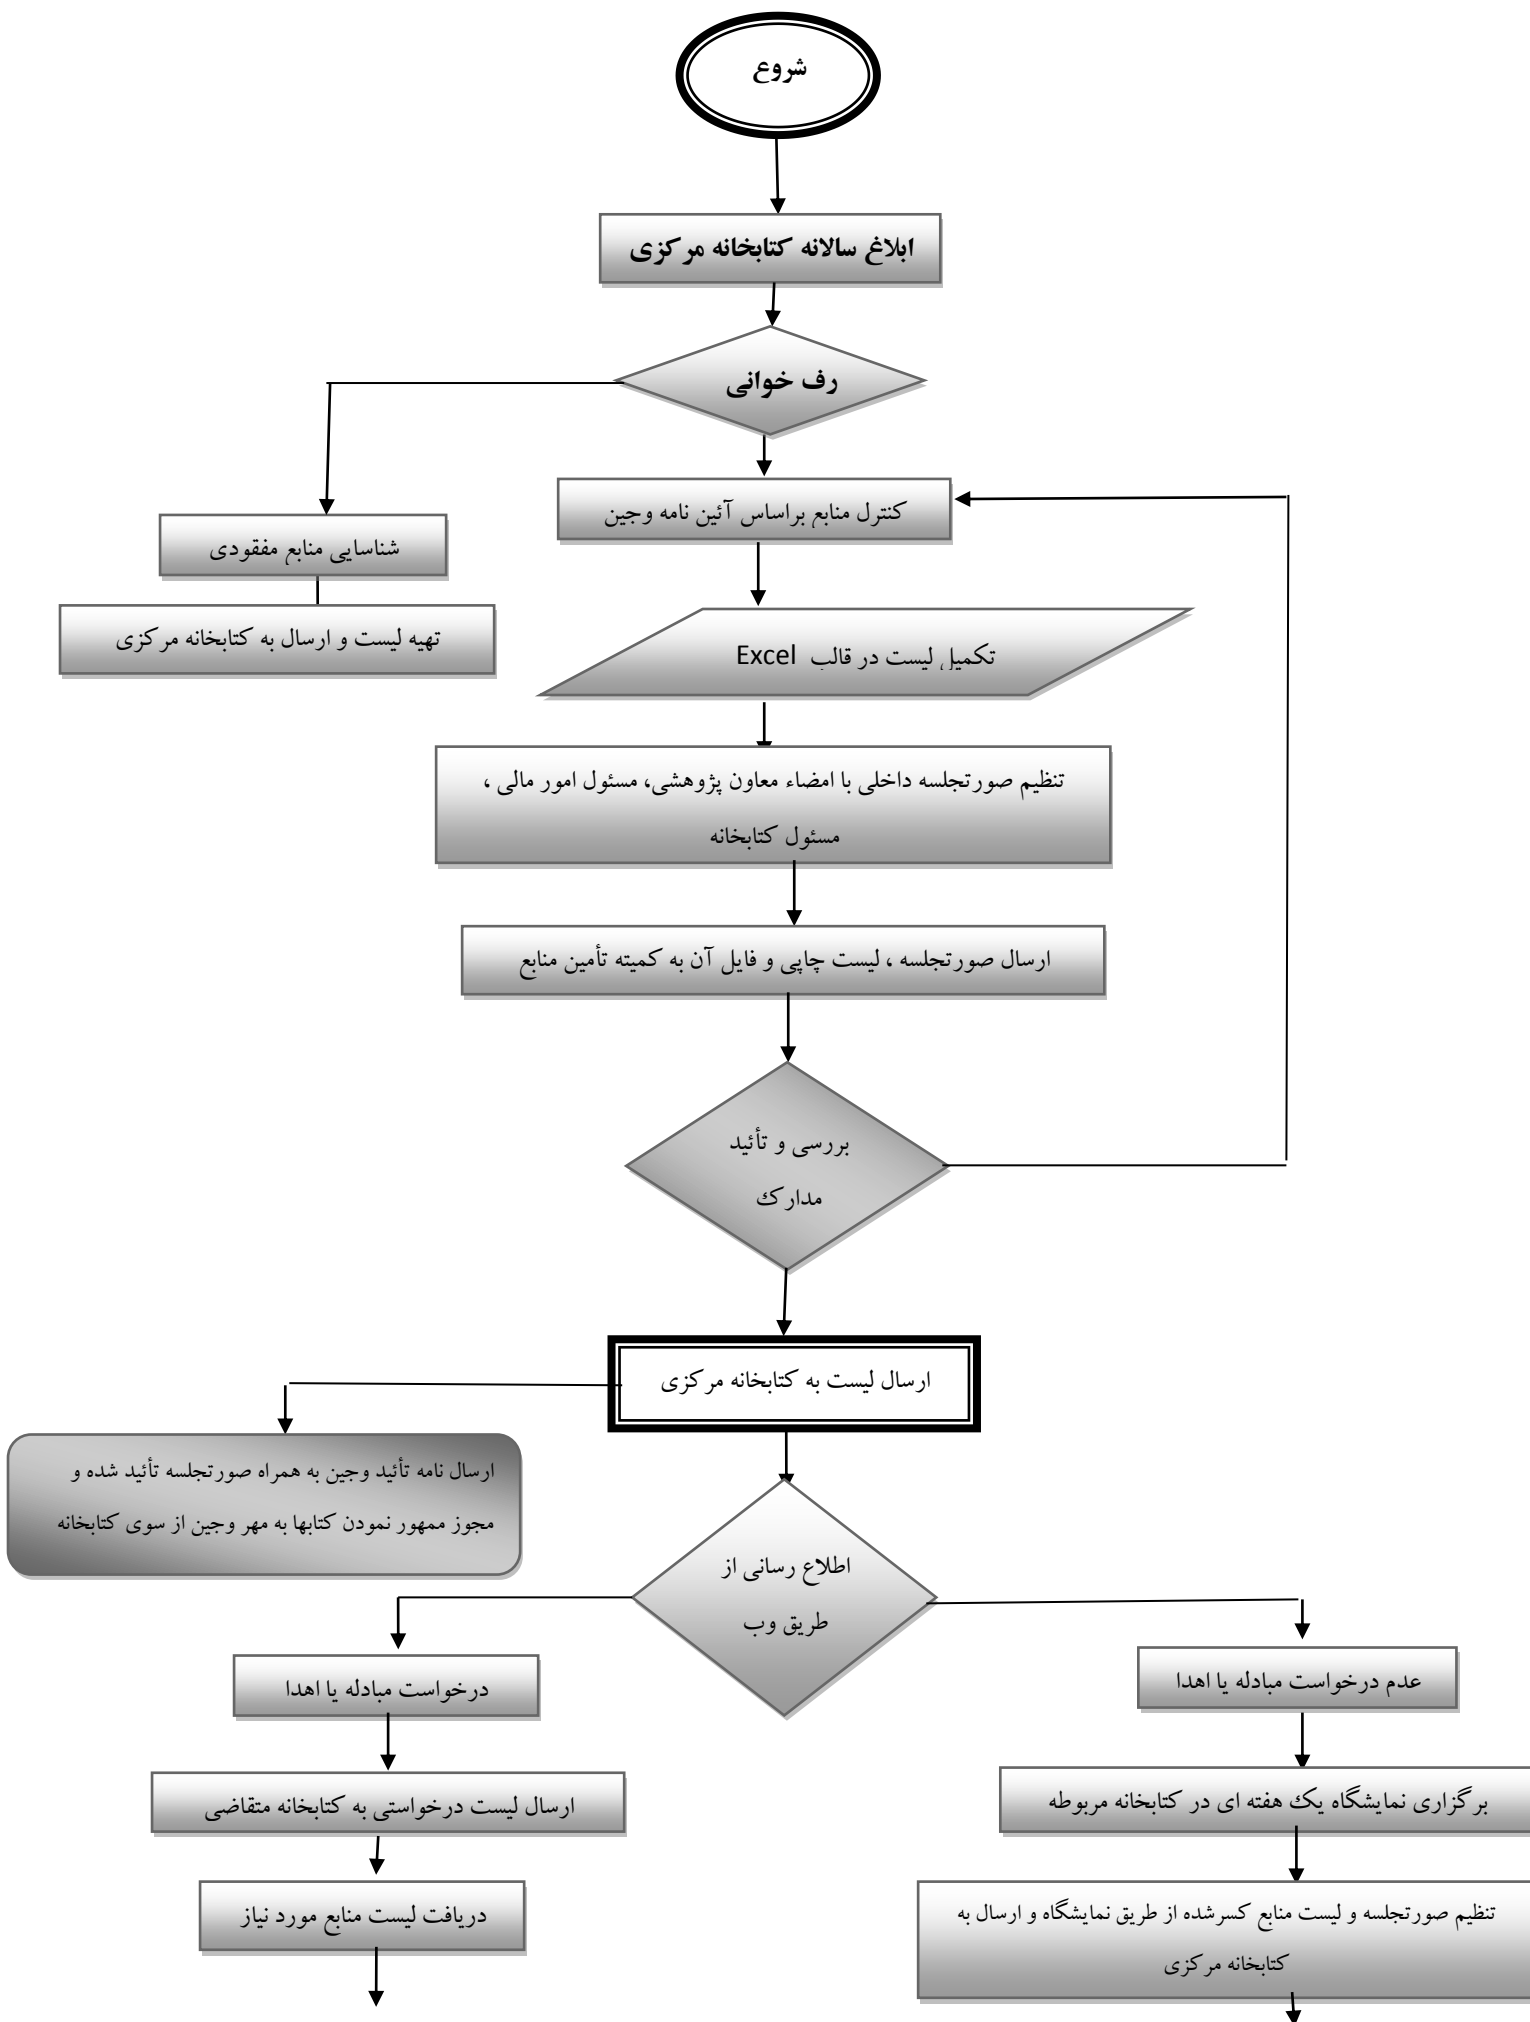 شروع
ابلاغ سالانه کتابخانه مرکزی
رف خوانی
کنترل منابع براساس آئین نامه وجین
شناسایی منابع مفقودی
تهیه لیست و ارسال به کتابخانه مرکزی
تکمیل لیست در قالب Excel
تنظیم صورتجلسه داخلی با امضاء معاون پژوهشی، مسئول امور مالی ،
مسئول کتابخانه
ارسال صورتجلسه ، لیست چاپی و فایل آن به کمیته تأمین منابع
بررسی و تأئید
مدارک
ارسال لیست به کتابخانه مرکزی
ارسال نامه تأئید وجین به همراه صورتجلسه تأئید شده و
مجوز ممهور نمودن کتابها به مهر وجین از سوی کتابخانه
اطلاع رسانی از
طریق وب
درخواست مبادله یا اهدا
عدم درخواست مبادله یا اهدا
ارسال لیست درخواستی به کتابخانه متقاضی
برگزاری نمایشگاه یک هفته ای در کتابخانه مربوطه
دریافت لیست منابع مورد نیاز
تنظیم صورتجلسه و لیست منابع کسرشده از طریق نمایشگاه و ارسال به
کتابخانه مرکزی